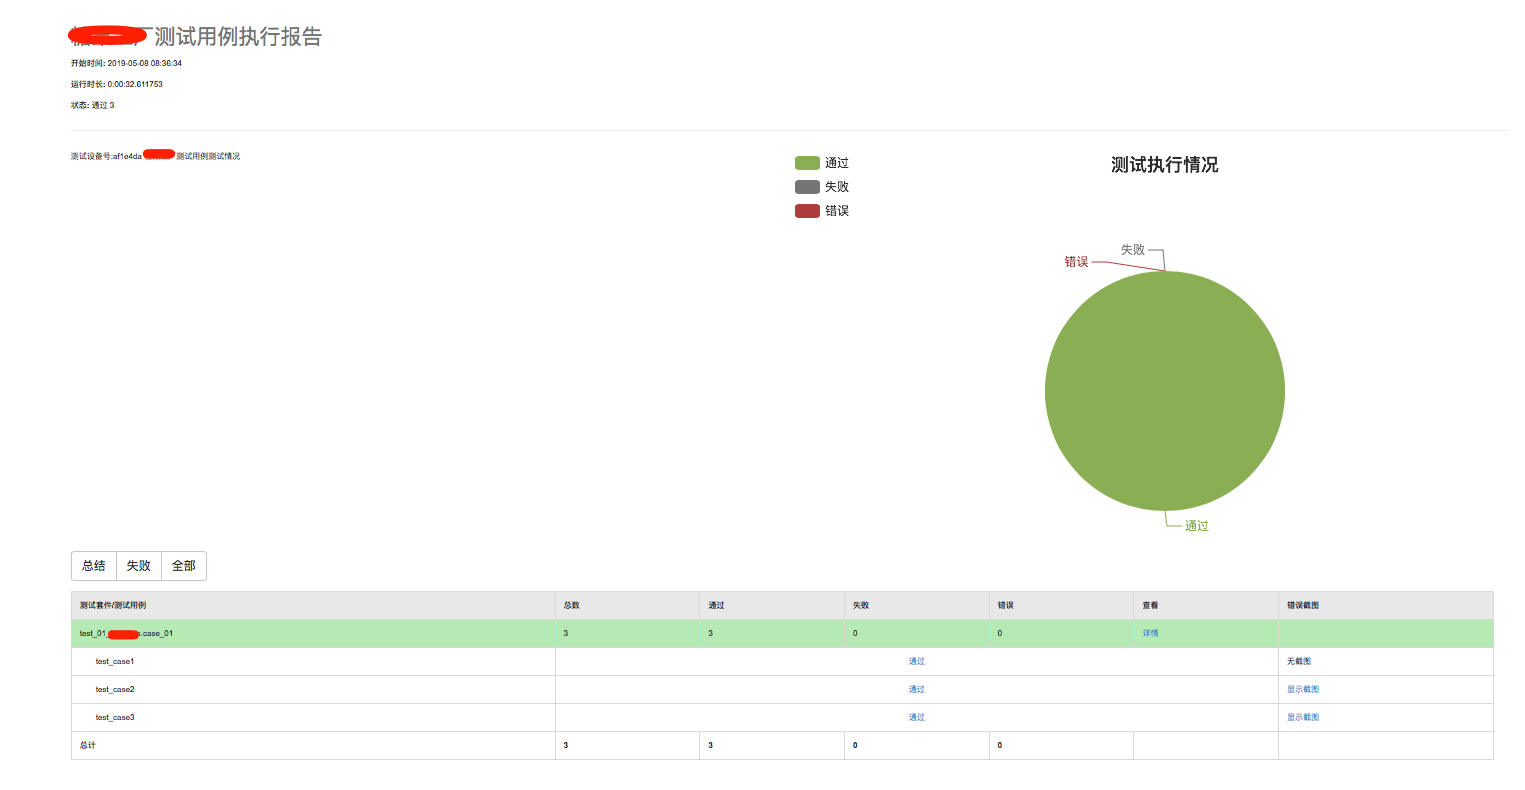 测试用例执行报告
开始时间: 2019-05-08 08:36:34
运行时长: 0:00:32.611753
状态: 通过 3
测试设备号:af1e4da 测试用例测试情况
通过
失败
错误
测试执行情况
失败
错误
通过
总结 失败 全部
测试套件/测试用例 总数 通过 失败 错误 查看 错误截图
test_01_ s.case_01 3 3 0 0 详情
test_case1 通过 无截图
test_case2 通过 显示截图
test_case3 通过 显示截图
总计 3 3 0 0